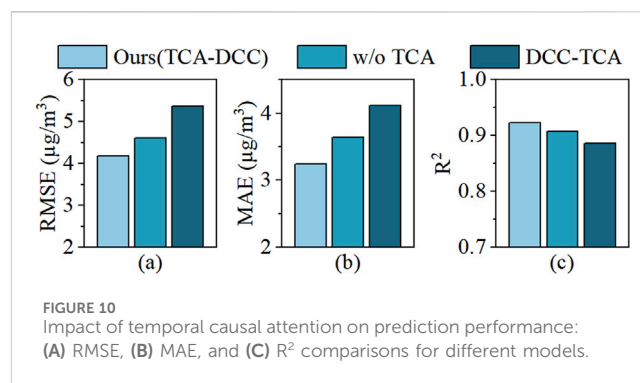 Ours(TCA-DCC) w/o TCA DCC-TCA
RMSE (μg/m³)
6
5
4
3
2
(a)
MAE (μg/m³)
4
3
2
(b)
R²
1.0
0.9
0.8
0.7
(c)
FIGURE 10
Impact of temporal causal attention on prediction performance:
(A) RMSE, (B) MAE, and (C) R² comparisons for different models.